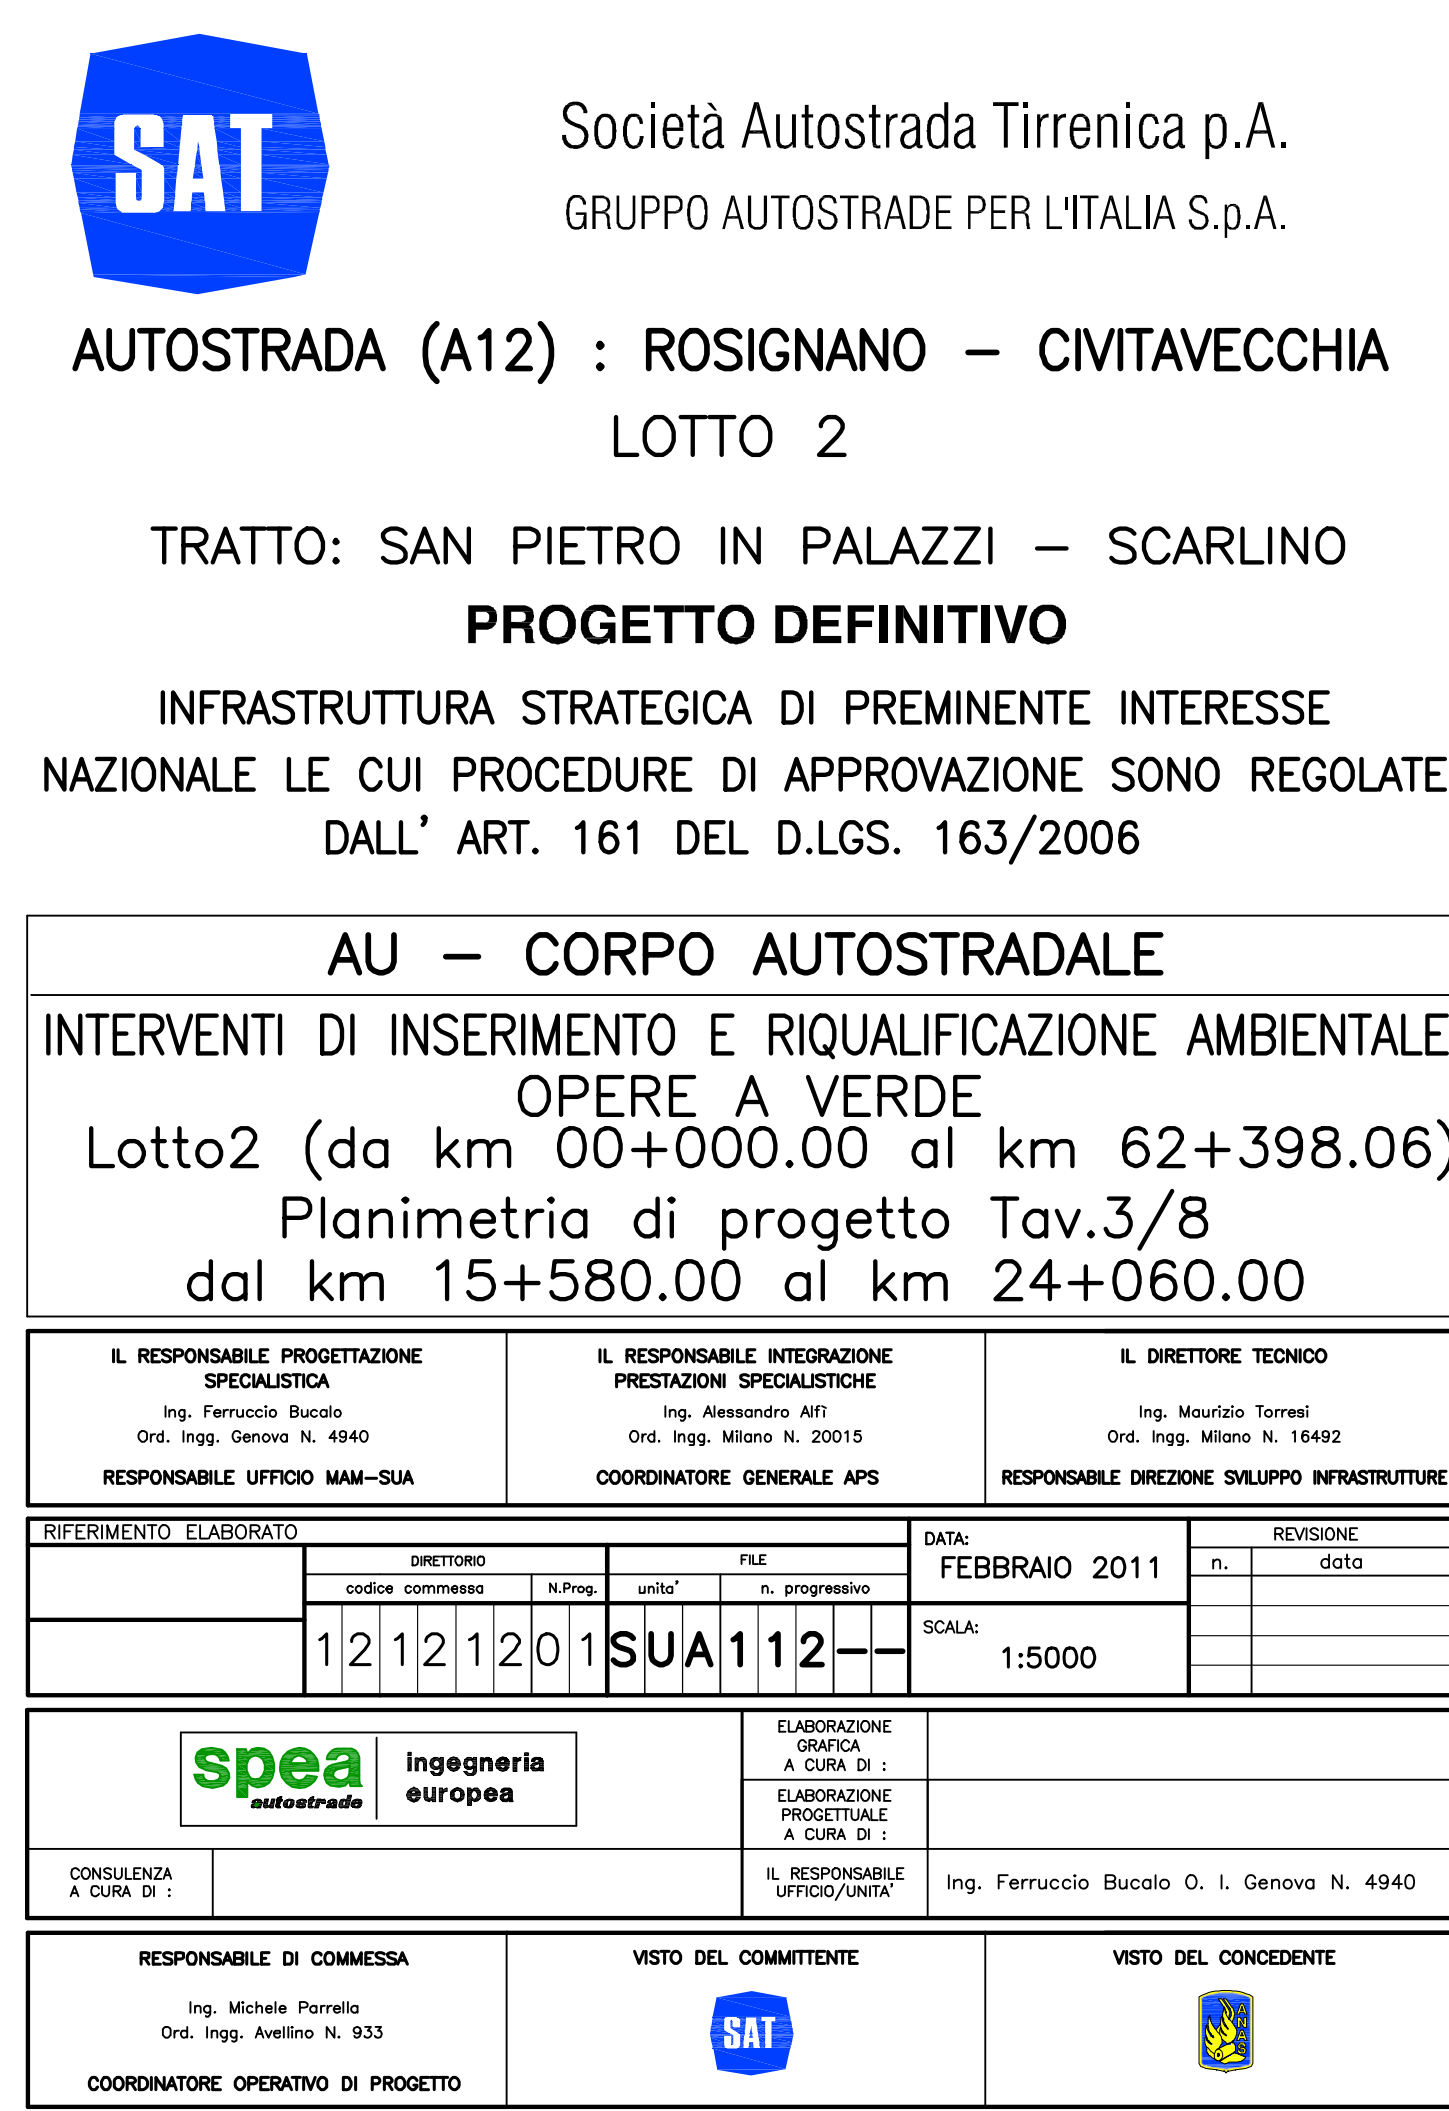 SAT
Società Autostrada Tirrenica p.A.
GRUPPO AUTOSTRADE PER L'ITALIA S.p.A.
AUTOSTRADA (A12) : ROSIGNANO – CIVITAVECCHIA
LOTTO 2
TRATTO: SAN PIETRO IN PALAZZI – SCARLINO
PROGETTO DEFINITIVO
INFRASTRUTTURA STRATEGICA DI PREMINENTE INTERESSE
NAZIONALE LE CUI PROCEDURE DI APPROVAZIONE SONO REGOLATE
DALL' ART. 161 DEL D.LGS. 163/2006
AU – CORPO AUTOSTRADALE
INTERVENTI DI INSERIMENTO E RIQUALIFICAZIONE AMBIENTALE
OPERE A VERDE
Lotto2 (da km 00+000.00 al km 62+398.06)
Planimetria di progetto Tav.3/8
dal km 15+580.00 al km 24+060.00
IL RESPONSABILE PROGETTAZIONE
SPECIALISTICA
Ing. Ferruccio Bucalo
Ord. Ingg. Genova N. 4940
RESPONSABILE UFFICIO MAM–SUA
IL RESPONSABILE INTEGRAZIONE
PRESTAZIONI SPECIALISTICHE
Ing. Alessandro Alfì
Ord. Ingg. Milano N. 20015
COORDINATORE GENERALE APS
IL DIRETTORE TECNICO
Ing. Maurizio Torresi
Ord. Ingg. Milano N. 16492
RESPONSABILE DIREZIONE SVILUPPO INFRASTRUTTURE
RIFERIMENTO ELABORATO
DIRETTORIO
FILE
codice commessa
N.Prog.
unita'
n. progressivo
1 2 1 2 1 2 0 1 S U A 1 1 2 – –
DATA:
FEBBRAIO 2011
SCALA:
1:5000
REVISIONE
n.
data
spea
autostrade
ingegneria
europea
ELABORAZIONE
GRAFICA
A CURA DI :
ELABORAZIONE
PROGETTUALE
A CURA DI :
CONSULENZA
A CURA DI :
IL RESPONSABILE
UFFICIO/UNITA'
Ing. Ferruccio Bucalo O. I. Genova N. 4940
RESPONSABILE DI COMMESSA
Ing. Michele Parrella
Ord. Ingg. Avellino N. 933
COORDINATORE OPERATIVO DI PROGETTO
VISTO DEL COMMITTENTE
SAT
VISTO DEL CONCEDENTE
ANAS